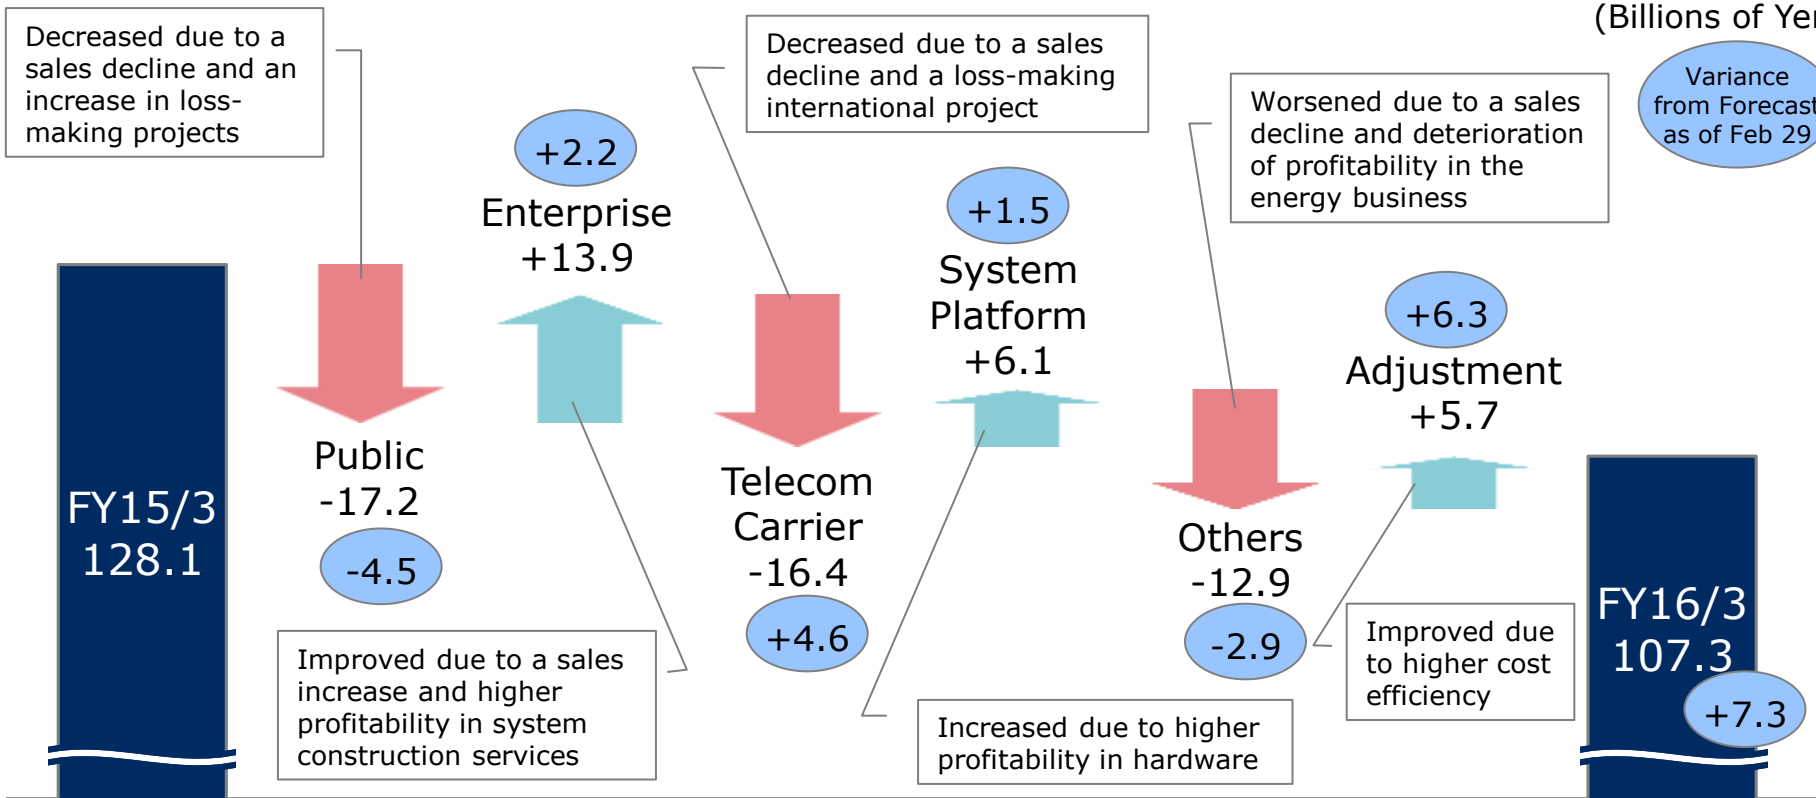 (Billions of Yen
Decreased due to a
sales decline and an
increase in loss-
making projects
Decreased due to a sales
decline and a loss-making
international project
Worsened due to a sales
decline and deterioration
of profitability in the
energy business
Variance
from Forecast
as of Feb 29
FY15/3
128.1
Public
-17.2
-4.5
+2.2
Enterprise
+13.9
Improved due to a sales
increase and higher
profitability in system
construction services
Telecom
Carrier
-16.4
+4.6
+1.5
System
Platform
+6.1
Increased due to higher
profitability in hardware
Others
-12.9
-2.9
+6.3
Adjustment
+5.7
Improved due
to higher cost
efficiency
FY16/3
107.3
+7.3